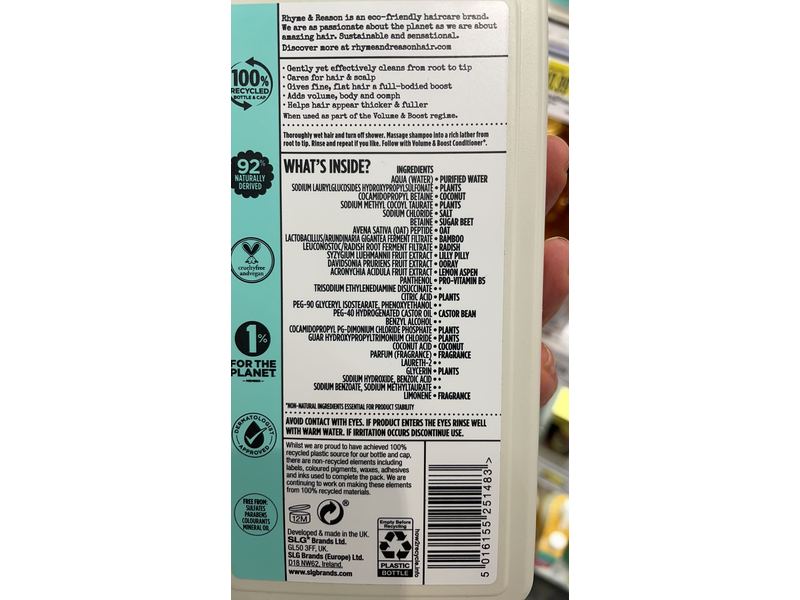 Rhyme & Reason is an eco-friendly haircare brand.
We are as passionate about the planet as we are about
amazing hair. Sustainable and sensational.
Discover more at rhymeandreasonhair.com
• Gently yet effectively cleans from root to tip
• Cares for hair & scalp
• Gives fine, flat hair a full-bodied boost
• Adds volume, body and oomph
• Helps hair appear thicker & fuller
When used as part of the Volume & Boost regime.
Thoroughly wet hair and turn off shower. Massage shampoo into a rich lather from
root to tip. Rinse and repeat if you like. Follow with Volume & Boost Conditioner*.
100%
RECYCLED
BOTTLE & CAP
92%
NATURALLY
DERIVED
crueltyfree
andvegan
1%
FOR THE
PLANET
MEMBER
DERMATOLOGIST
APPROVED
FREE FROM:
SULFATES
PARABENS
COLOURANTS
MINERAL OIL
WHAT'S INSIDE?
INGREDIENTS
AQUA (WATER) • PURIFIED WATER
SODIUM LAURYLGLUCOSIDES HYDROXYPROPYLSULFONATE • PLANTS
COCAMIDOPROPYL BETAINE • COCONUT
SODIUM METHYL COCOYL TAURATE • PLANTS
SODIUM CHLORIDE • SALT
BETAINE • SUGAR BEET
AVENA SATIVA (OAT) PEPTIDE • OAT
LACTOBACILLUS/ARUNDINARIA GIGANTEA FERMENT FILTRATE • BAMBOO
LEUCONOSTOC/RADISH ROOT FERMENT FILTRATE • RADISH
SYZYGIUM LUEHMANNII FRUIT EXTRACT • LILLY PILLY
DAVIDSONIA PRURIENS FRUIT EXTRACT • OORAY
ACRONYCHIA ACIDULA FRUIT EXTRACT • LEMON ASPEN
PANTHENOL • PRO-VITAMIN B5
TRISODIUM ETHYLENEDIAMINE DISUCCINATE • *
CITRIC ACID • PLANTS
PEG-90 GLYCERYL ISOSTEARATE, PHENOXYETHANOL • *
PEG-40 HYDROGENATED CASTOR OIL • CASTOR BEAN
BENZYL ALCOHOL • *
COCAMIDOPROPYL PG-DIMONIUM CHLORIDE PHOSPHATE • PLANTS
GUAR HYDROXYPROPYLTRIMONIUM CHLORIDE • PLANTS
COCONUT ACID • COCONUT
PARFUM (FRAGRANCE) • FRAGRANCE
LAURETH-2 • *
GLYCERIN • PLANTS
SODIUM HYDROXIDE, BENZOIC ACID • *
SODIUM BENZOATE, SODIUM METHYLTAURATE • *
LIMONENE • FRAGRANCE
*NON-NATURAL INGREDIENTS ESSENTIAL FOR PRODUCT STABILITY
AVOID CONTACT WITH EYES. IF PRODUCT ENTERS THE EYES RINSE WELL
WITH WARM WATER. IF IRRITATION OCCURS DISCONTINUE USE.
Whilst we are proud to have achieved 100%
recycled plastic source for our bottle and cap,
there are non-recycled elements including
labels, coloured pigments, waxes, adhesives
and inks used to complete the pack. We are
continuing to work on making these elements
from 100% recycled materials.
12M
Developed & made in the UK.
SLG® Brands Ltd.
GL50 3FF, UK.
SLG Brands (Europe) Ltd.
D18 NW62, Ireland.
www.slgbrands.com
Empty Before
Recycling
PLASTIC
BOTTLE
how2recycle.info
5 016155 251483 >